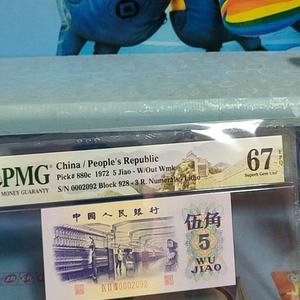 PMG
MONEY GUARANTY
China / People's Republic
Pick# 880c 1972 5 Jiao - W/Out Wmk
S/N 0002092 Block 928 - 3 R. Numerals/Litho
67
Superb Gem Unc
中国人民银行
伍角
5
WU
JIAO
0002092